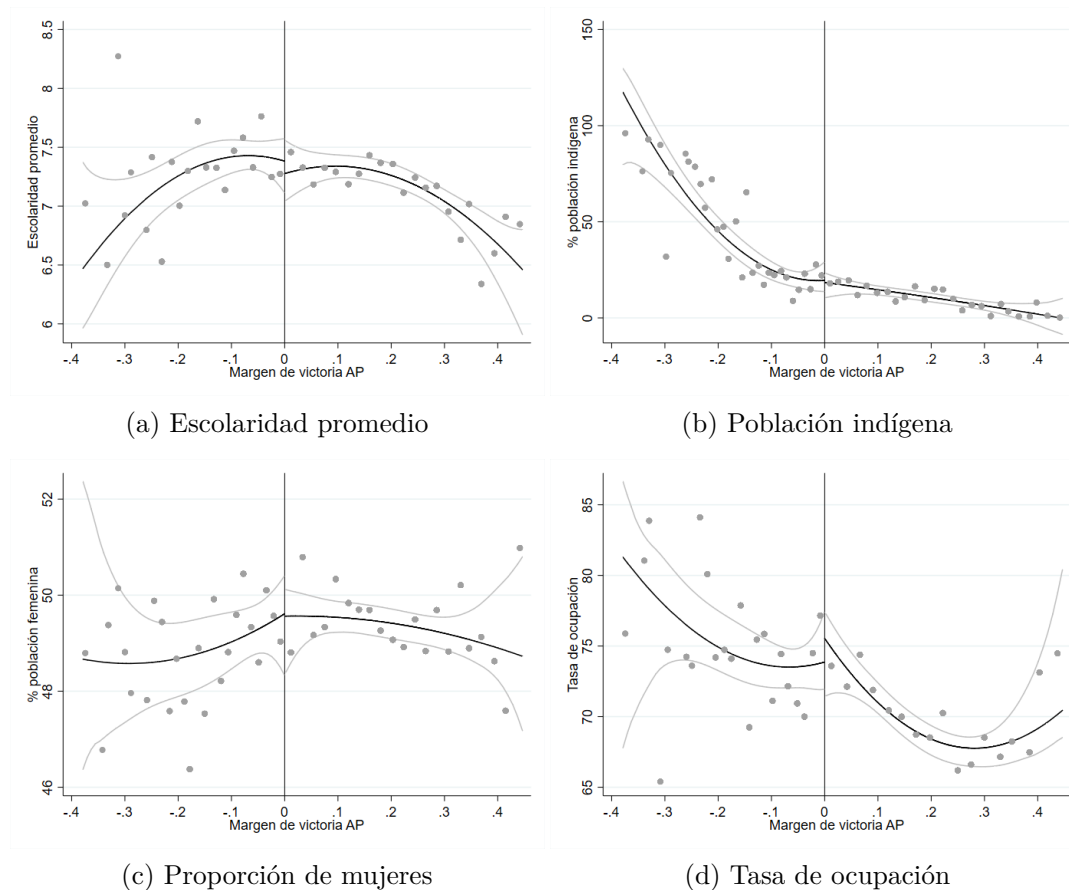 8.5
8
7.5
7
6.5
6
Escolaridad promedio
-.4 -.3 -.2 -.1 0 .1 .2 .3 .4
Margen de victoria AP
(a) Escolaridad promedio
150
100
50
0
% población indígena
-.4 -.3 -.2 -.1 0 .1 .2 .3 .4
Margen de victoria AP
(b) Población indígena
52
50
48
46
% población femenina
-.4 -.3 -.2 -.1 0 .1 .2 .3 .4
Margen de victoria AP
(c) Proporción de mujeres
85
80
75
70
65
Tasa de ocupación
-.4 -.3 -.2 -.1 0 .1 .2 .3 .4
Margen de victoria AP
(d) Tasa de ocupación